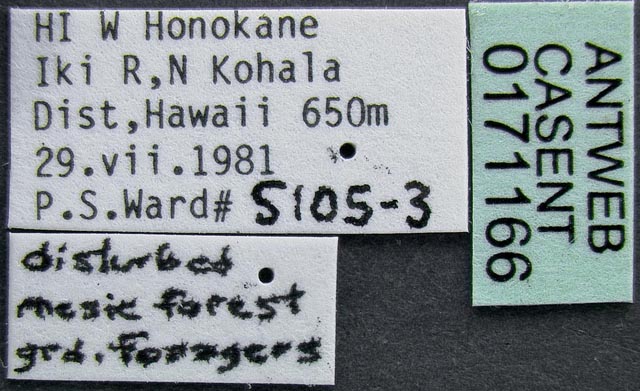 HI W Honokane
Iki R,N Kohala
Dist,Hawaii 650m
29.vii.1981
P.S.Ward# 5105-3
disturbed
mesic forest
grd. foragers
ANTWEB
CASENT
0171166